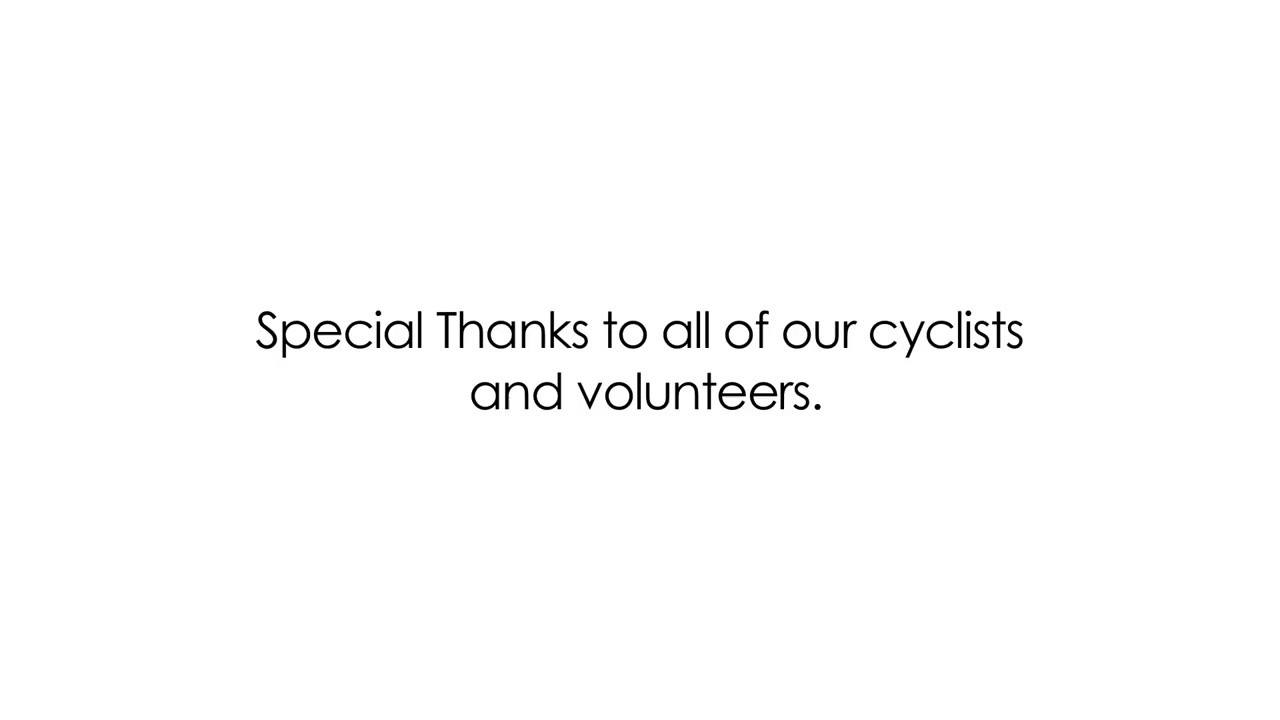 Special Thanks to all of our cyclists
and volunteers.